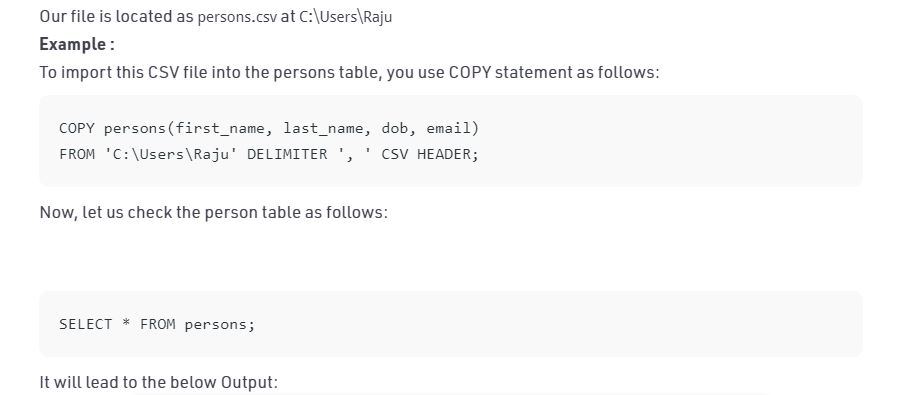 Our file is located as persons.csv at C:\Users\Raju
Example :
To import this CSV file into the persons table, you use COPY statement as follows:
COPY persons(first_name, last_name, dob, email)
FROM 'C:\Users\Raju' DELIMITER ', ' CSV HEADER;
Now, let us check the person table as follows:
SELECT * FROM persons;
It will lead to the below Output: